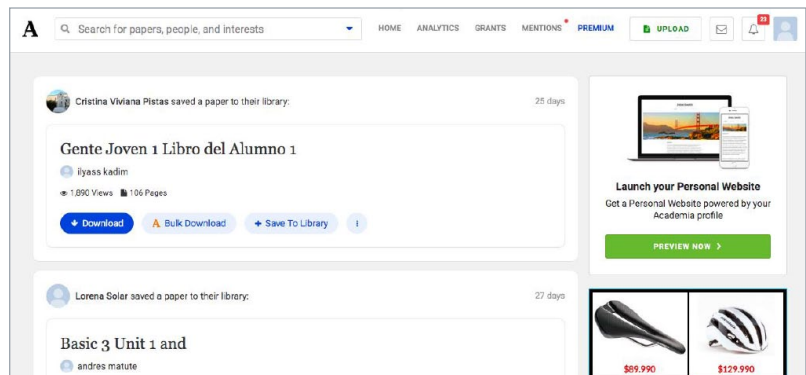 A
Search for papers, people, and interests
HOME
ANALYTICS
GRANTS
MENTIONS
PREMIUM
UPLOAD
33
Cristina Viviana Pistas saved a paper to their library:
25 days
Gente Joven 1 Libro del Alumno 1
ilyass kadim
1,890 Views 106 Pages
Download
A Bulk Download
+ Save To Library
Lorena Solar saved a paper to their library:
27 days
Basic 3 Unit 1 and
andres matute
Launch your Personal Website
Get a Personal Website powered by your
Academia profile
PREVIEW NOW >
$89.990
$129.990